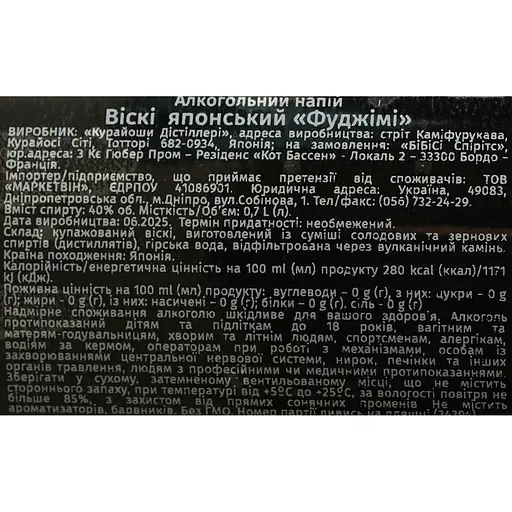 Алкогольний напій
Віскі японський «Фуджімі»
ВИРОБНИК: «Курайоши Дістіллері», адреса виробництва: стріт Каміфурукава,
Курайосі Сіті, Тотторі 682-0934, Японія; на замовлення: «БіБіСі Спірітс»,
юр.адреса: 3 Кє Гюбер Пром – Резіденс «Кот Бассен» - Локаль 2 – 33300 Бордо –
Франція.
Імпортер/підприємство, що приймає претензії від споживачів: ТОВ
«МАРКЕТВІН», ЄДРПОУ 41086901. Юридична адреса: Україна, 49083,
Дніпропетровська обл., м.Дніпро, вул.Собінова, 1. Тел/факс: (056) 732-24-29.
Вміст спирту: 40% об. Місткість/Об'єм: 0,7 L(л).
Дата виробництва: 06.2025. Термін придатності: необмежений.
Склад: купажований віскі, виготовлений із суміші солодових та зернових
спиртів (дистиллятів), гірська вода, відфільтрована через вулканічний камінь.
Країна походження: Японія.
Калорійність/енергетична цінність на 100 ml (мл) продукту 280 kcal (ккал)/1171
kJ (кДж).
Поживна цінність на 100 ml(мл) продукту: вуглеводи – 0 g (г), з них: цукри – 0 g
(г); жири – 0 g (г), із них: насичені – 0 g (г); білки – 0 g (г), сіль - 0 g (г)
Надмірне споживання алкоголю шкідливе для вашого здоров'я. Алкоголь
протипоказаний дітям та підліткам до 18 років, вагітним та
матерям-годувальницям, хворим та літнім людям, спортсменам, алергікам,
водіям за кермом, операторам при роботі з механізмами, особам із
захворюваннями центральної нервової системи, нирок, печінки та інших
органів травлення, людям з професійними чи медичними протипоказаннями.
Зберігати у сухому, затемненому вентильованому місці, що не містить
стороннього запаху, при температурі від +5°C до +25°C, за вологості повітря не
більше 85%, з захистом від прямих сонячних променів Не містить
ароматизаторів, барвників. Без ГМО. Номер партії дивись на пляшці